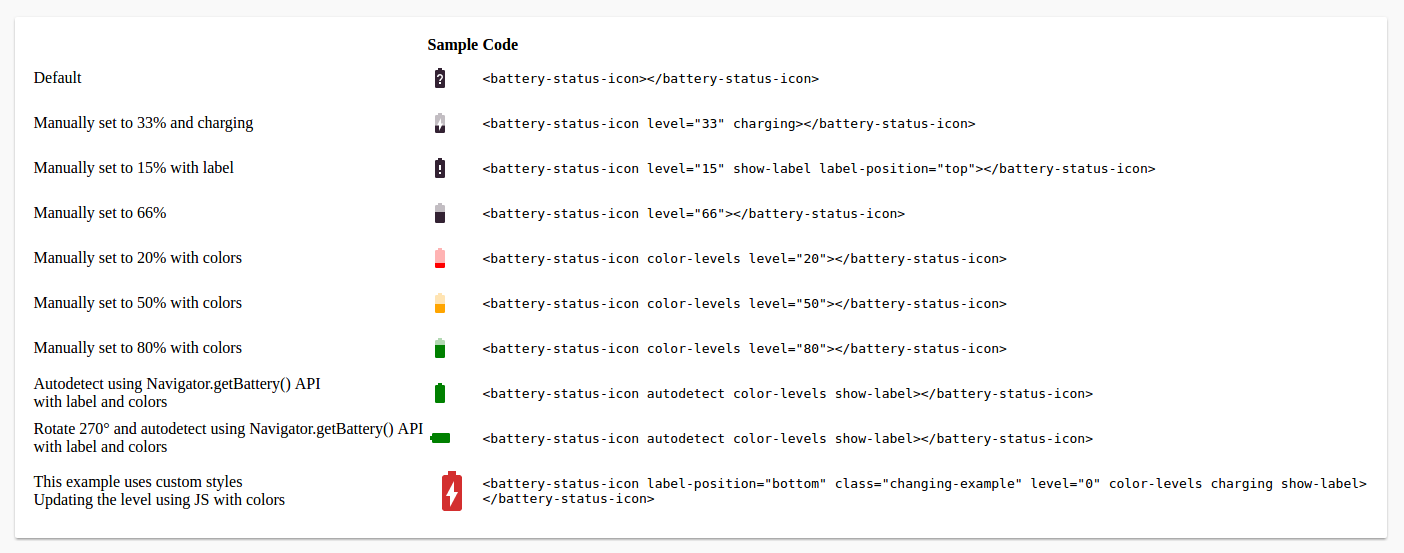 Sample Code
Default <battery-status-icon></battery-status-icon>
Manually set to 33% and charging <battery-status-icon level="33" charging></battery-status-icon>
Manually set to 15% with label <battery-status-icon level="15" show-label label-position="top"></battery-status-icon>
Manually set to 66% <battery-status-icon level="66"></battery-status-icon>
Manually set to 20% with colors <battery-status-icon color-levels level="20"></battery-status-icon>
Manually set to 50% with colors <battery-status-icon color-levels level="50"></battery-status-icon>
Manually set to 80% with colors <battery-status-icon color-levels level="80"></battery-status-icon>
Autodetect using Navigator.getBattery() API
with label and colors <battery-status-icon autodetect color-levels show-label></battery-status-icon>
Rotate 270° and autodetect using Navigator.getBattery() API
with label and colors <battery-status-icon autodetect color-levels show-label></battery-status-icon>
This example uses custom styles <battery-status-icon label-position="bottom" class="changing-example" level="0" color-levels charging show-label>
Updating the level using JS with colors </battery-status-icon>